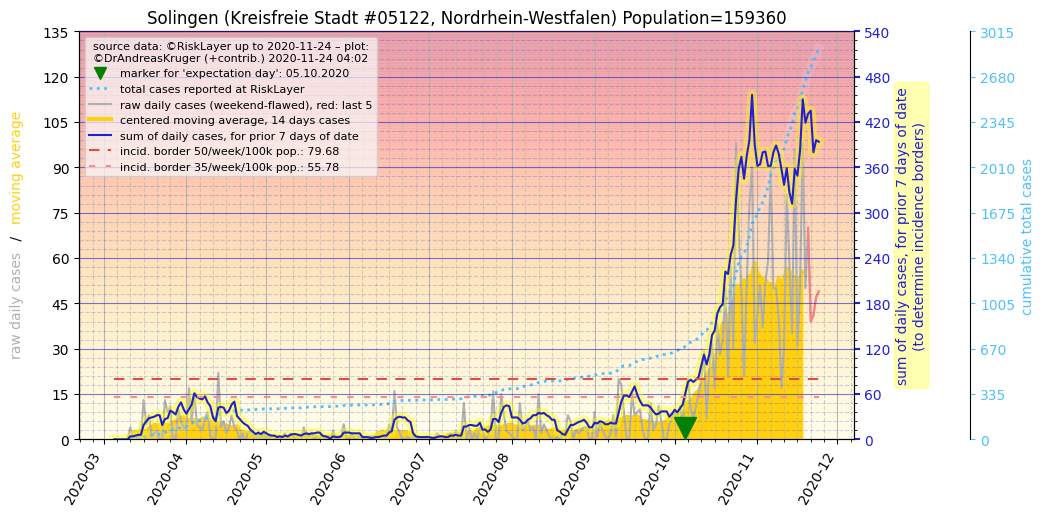 Solingen (Kreisfreie Stadt #05122, Nordrhein-Westfalen) Population=159360
source data: ©RiskLayer up to 2020-11-24 – plot:
©DrAndreasKruger (+contrib.) 2020-11-24 04:02
marker for 'expectation day': 05.10.2020
total cases reported at RiskLayer
raw daily cases (weekend-flawed), red: last 5
centered moving average, 14 days cases
sum of daily cases, for prior 7 days of date
incid. border 50/week/100k pop.: 79.68
incid. border 35/week/100k pop.: 55.78
raw daily cases / moving average
135
120
105
90
75
60
45
30
15
0
2020-03
2020-04
2020-05
2020-06
2020-07
2020-08
2020-09
2020-10
2020-11
2020-12
540
480
420
360
300
240
180
120
60
0
sum of daily cases, for prior 7 days of date
(to determine incidence borders)
3015
2680
2345
2010
1675
1340
1005
670
335
0
cumulative total cases